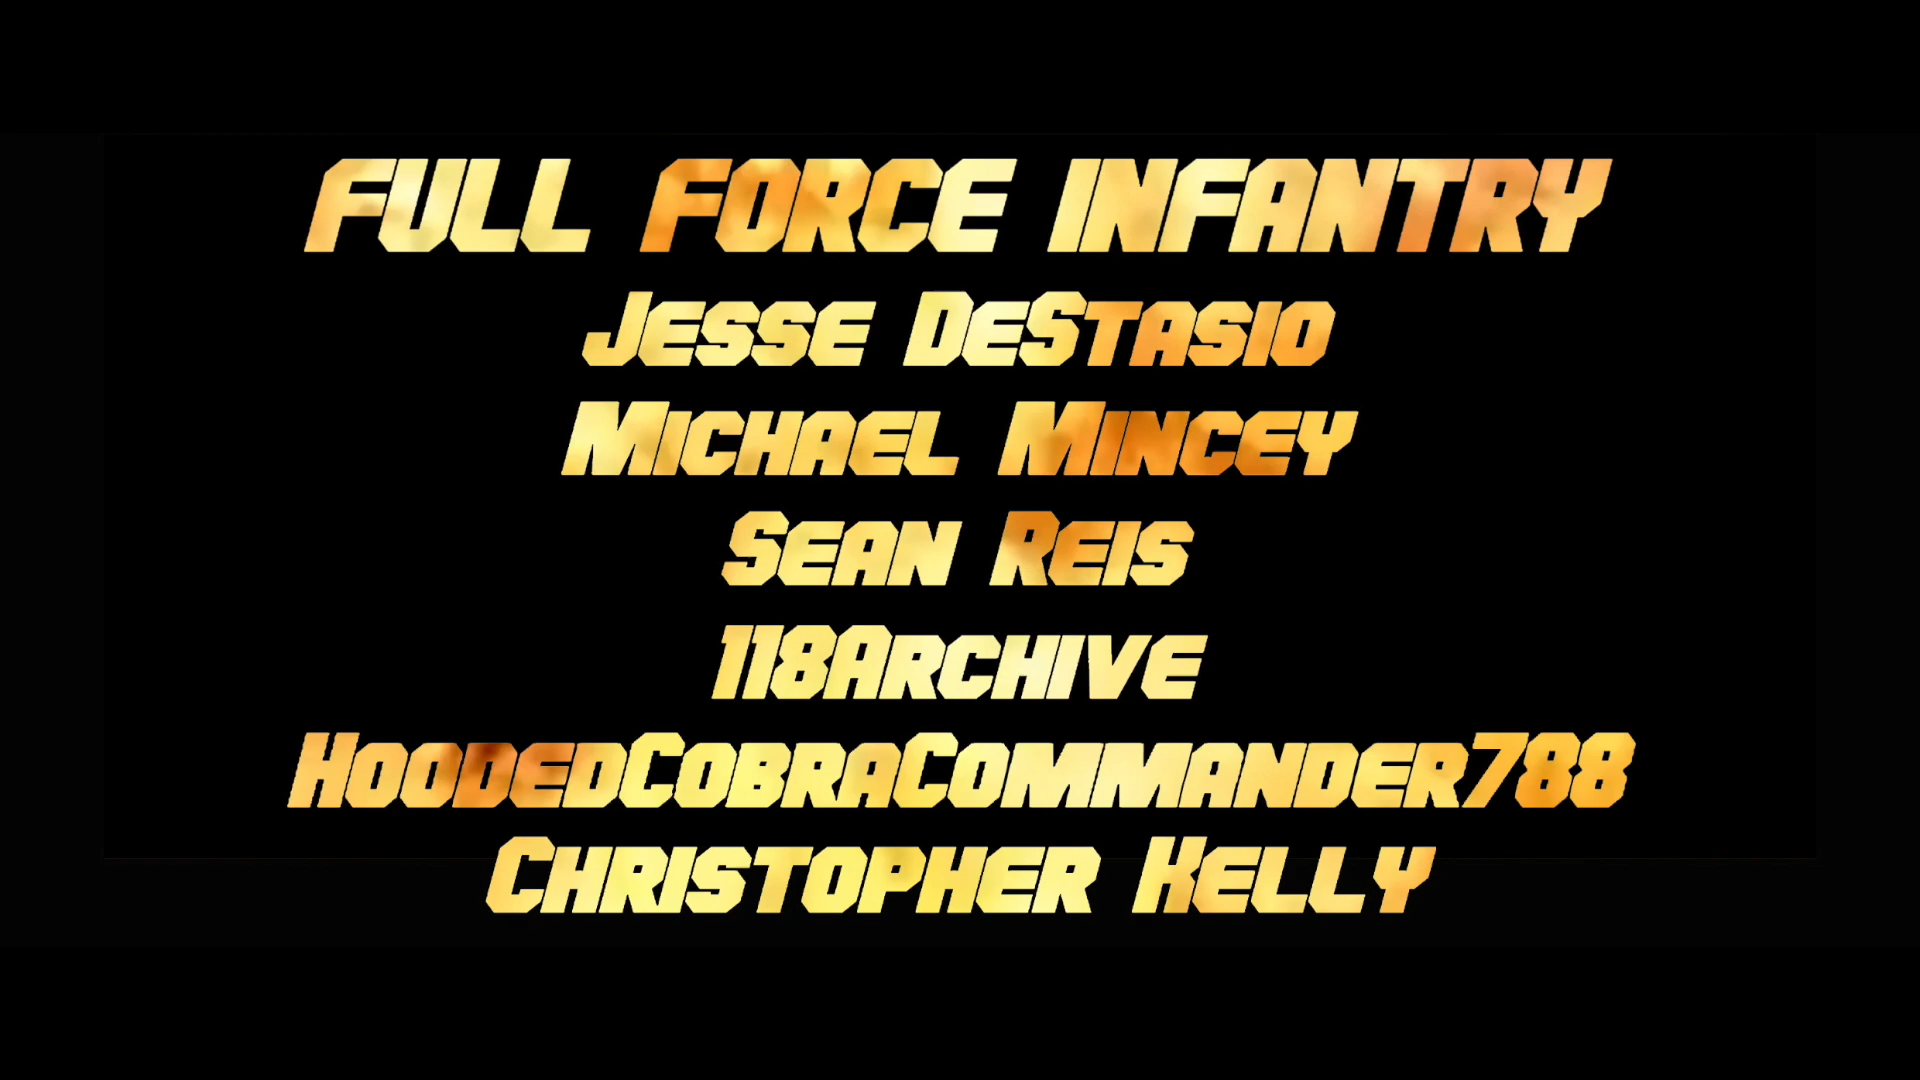 FULL FORCE INFANTRY
Jesse DeStasio
Michael Mincey
Sean Reis
118Archive
HoodedCobraCommander788
Christopher Kelly